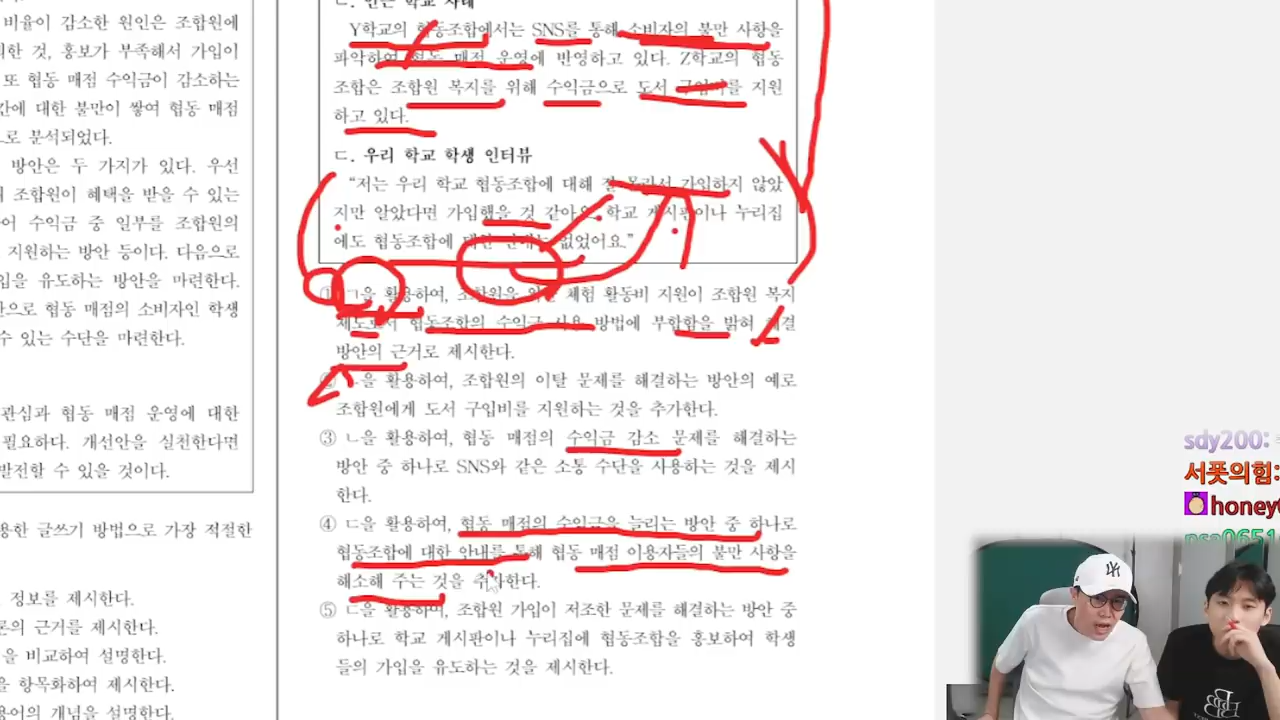 비율이 감소한 원인은 조합원에
한 것, 홍보가 부족해서 가입이
또 협동 매점 수익금이 감소하는
간에 대한 불만이 쌓여 협동 매점
로 분석되었다.
방안은 두 가지가 있다. 우선
조합원이 혜택을 받을 수 있는
어 수익금 중 일부를 조합원의
지원하는 방안 등이다. 다음으로
입을 유도하는 방안을 마련한다.
으로 협동 매점의 소비자인 학생
수 있는 수단을 마련한다.
관심과 협동 매점 운영에 대한
필요하다. 개선안을 실천한다면
발전할 수 있을 것이다.
용한 글쓰기 방법으로 가장 적절한
정보를 제시한다.
론의 근거를 제시한다.
을 비교하여 설명한다.
을 항목화하여 제시한다.
용어의 개념을 설명한다.
Y학교의 협동조합에서는 SNS를 통해 소비자의 불만 사항을
파악하여 협동 매점 운영에 반영하고 있다. Z학교의 협동
조합은 조합원 복지를 위해 수익금으로 도서 구입비를 지원
하고 있다.
ㄷ. 우리 학교 학생 인터뷰
“저는 우리 학교 협동조합에 대해 잘 몰라서 가입하지 않았
지만 알았다면 가입했을 것 같아요. 학교 게시판이나 누리집
에도 협동조합에 대한 안내는 없었어요.”
① ㄱ을 활용하여, 조합원을 위한 체험 활동비 지원이 조합원 복지
제도로서 협동조합의 수익금 사용 방법에 부합함을 밝혀 해결
방안의 근거로 제시한다.
② ㄴ을 활용하여, 조합원의 이탈 문제를 해결하는 방안의 예로
조합원에게 도서 구입비를 지원하는 것을 추가한다.
③ ㄴ을 활용하여, 협동 매점의 수익금 감소 문제를 해결하는
방안 중 하나로 SNS와 같은 소통 수단을 사용하는 것을 제시
한다.
④ ㄷ을 활용하여, 협동 매점의 수익금을 늘리는 방안 중 하나로
협동조합에 대한 안내를 통해 협동 매점 이용자들의 불만 사항을
해소해 주는 것을 추가한다.
⑤ ㄷ을 활용하여, 조합원 가입이 저조한 문제를 해결하는 방안 중
하나로 학교 게시판이나 누리집에 협동조합을 홍보하여 학생
들의 가입을 유도하는 것을 제시한다.
sdy200:
서폿의힘:
honey